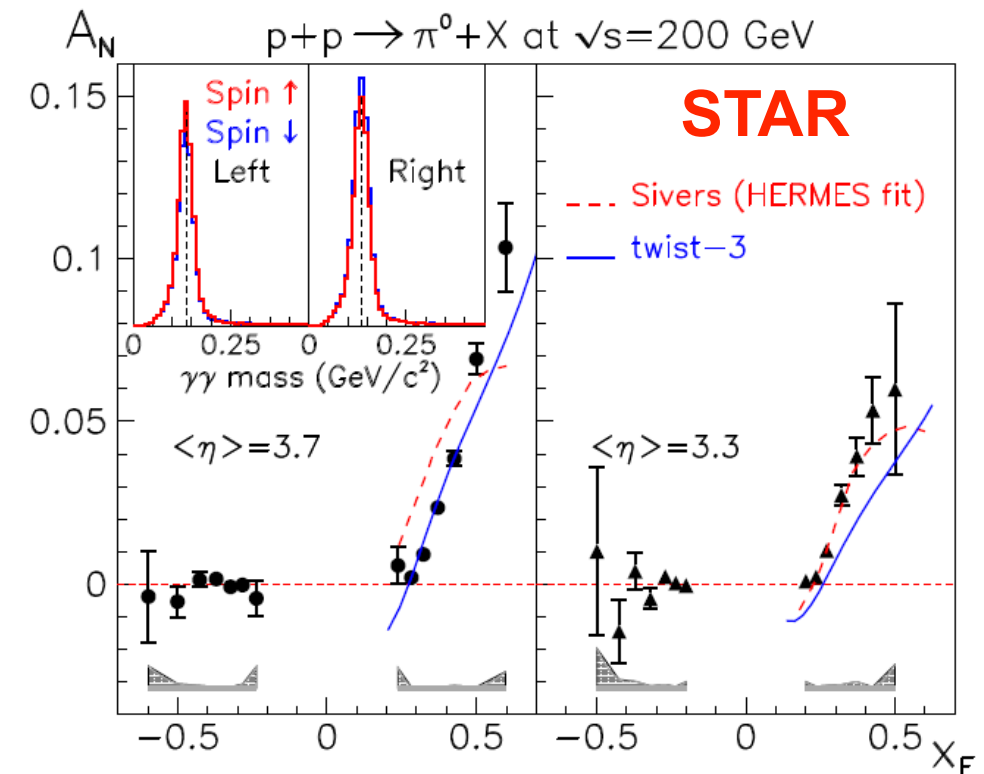 A_N p+p → π⁰+X at √s=200 GeV
0.15
0.1
0.05
0
Spin ↑
Spin ↓
Left
Right
0 0.25 0 0.25
γγ mass (GeV/c²)
<η>=3.7
STAR
Sivers (HERMES fit)
twist−3
<η>=3.3
−0.5 0 0.5 −0.5 0 0.5
x_F